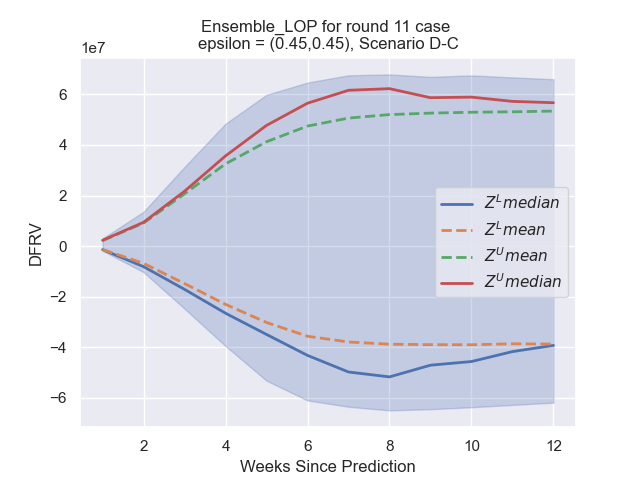 Ensemble_LOP for round 11 case
epsilon = (0.45,0.45), Scenario D-C
1e7
6
4
2
0
−2
−4
−6
DFRV
Z^L median
Z^L mean
Z^U mean
Z^U median
2 4 6 8 10 12
Weeks Since Prediction